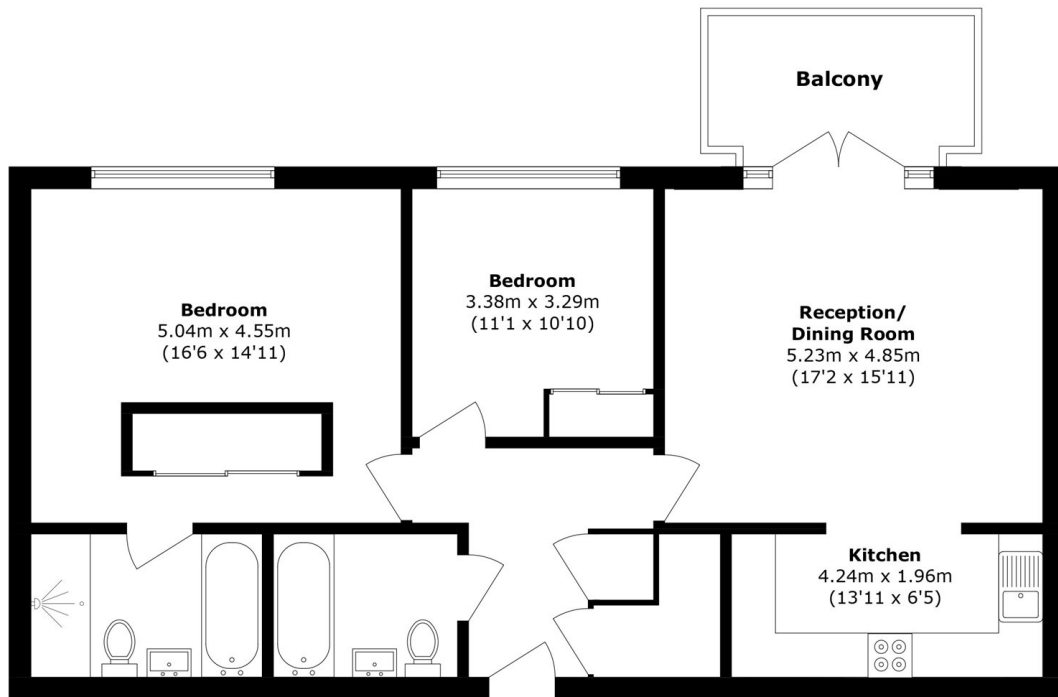 Balcony
Bedroom
5.04m x 4.55m
(16'6 x 14'11)
Bedroom
3.38m x 3.29m
(11'1 x 10'10)
Reception/
Dining Room
5.23m x 4.85m
(17'2 x 15'11)
Kitchen
4.24m x 1.96m
(13'11 x 6'5)